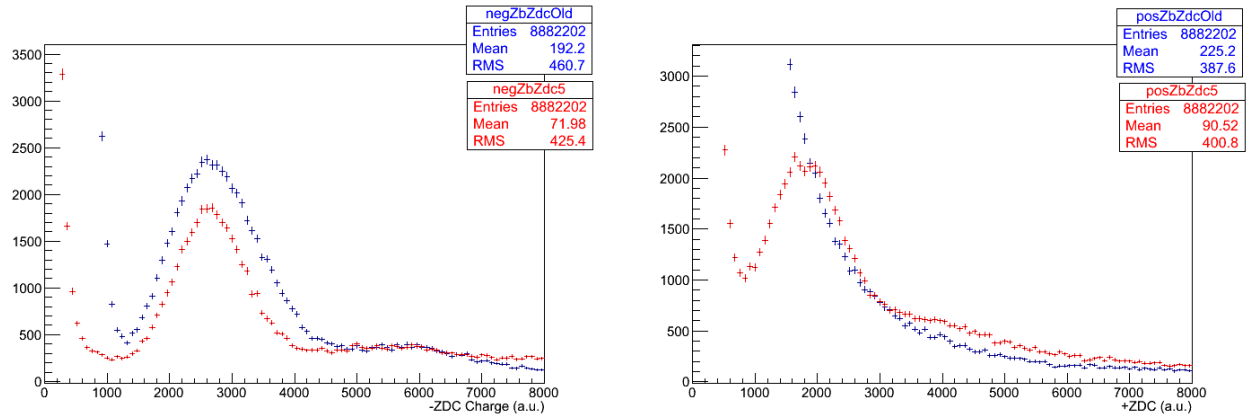 negZbZdcOld
Entries 8882202
Mean 192.2
RMS 460.7
negZbZdc5
Entries 8882202
Mean 71.98
RMS 425.4
3500
3000
2500
2000
1500
1000
500
0
0 1000 2000 3000 4000 5000 6000 7000 8000
-ZDC Charge (a.u.)
posZbZdcOld
Entries 8882202
Mean 225.2
RMS 387.6
posZbZdc5
Entries 8882202
Mean 90.52
RMS 400.8
3000
2500
2000
1500
1000
500
0
0 1000 2000 3000 4000 5000 6000 7000 8000
+ZDC (a.u.)